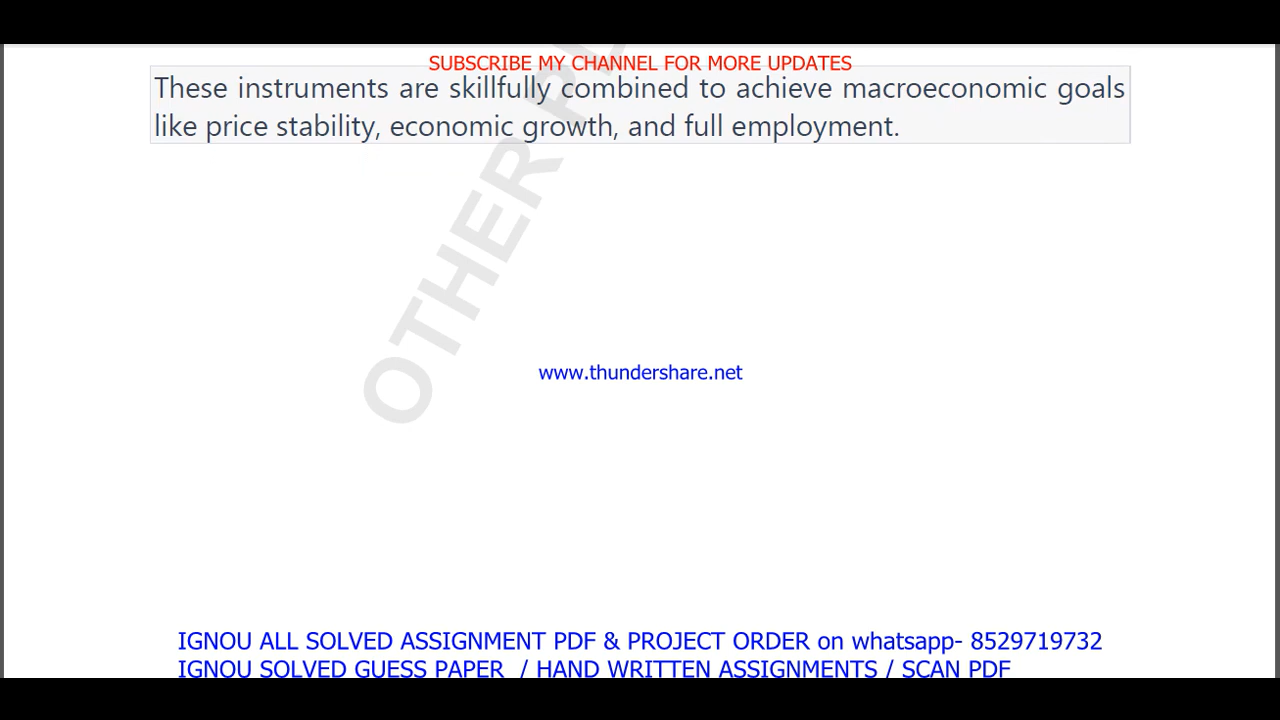 SUBSCRIBE MY CHANNEL FOR MORE UPDATES
These instruments are skillfully combined to achieve macroeconomic goals
like price stability, economic growth, and full employment.
OTHER
www.thundershare.net
IGNOU ALL SOLVED ASSIGNMENT PDF & PROJECT ORDER on whatsapp- 8529719732
IGNOU SOLVED GUESS PAPER / HAND WRITTEN ASSIGNMENTS / SCAN PDF